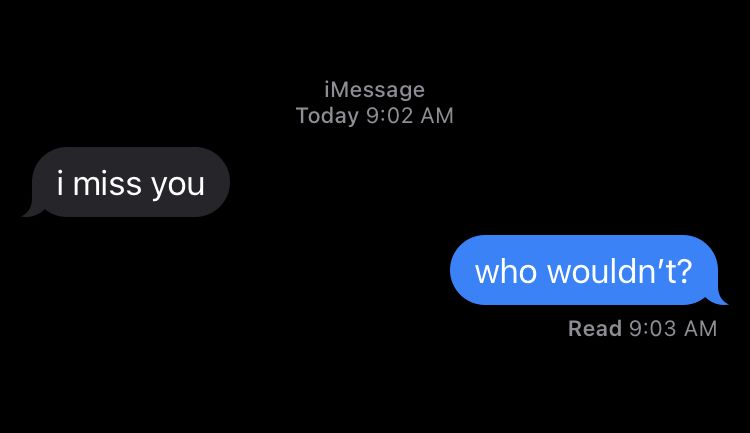 iMessage
Today 9:02 AM
i miss you
who wouldn't?
Read 9:03 AM